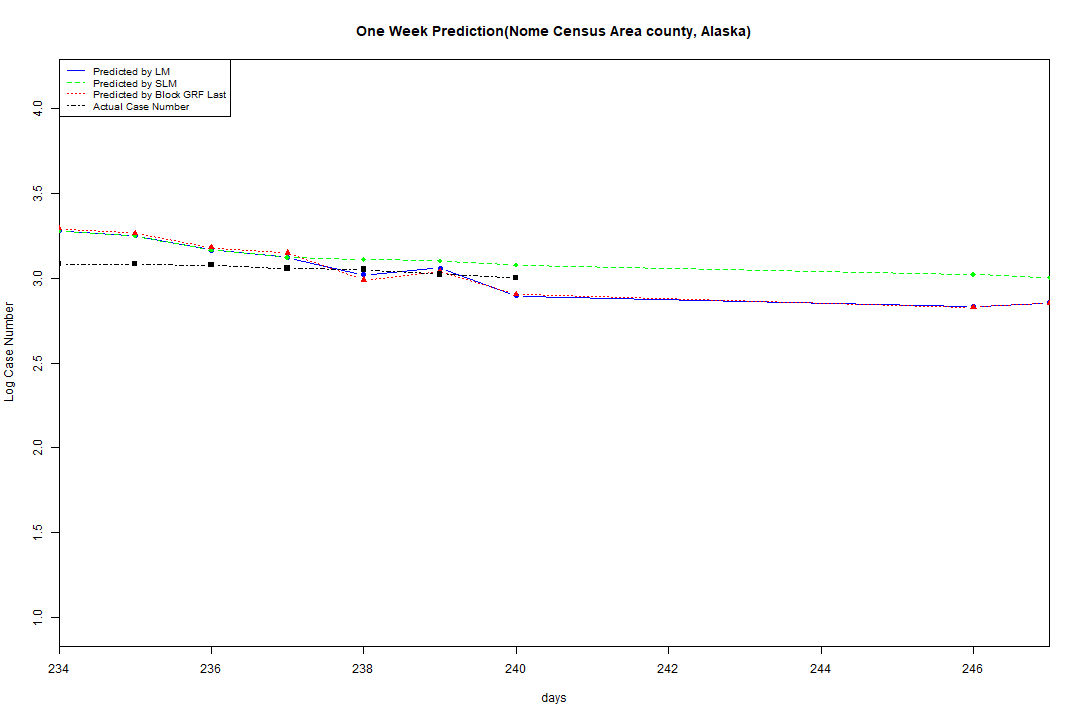 One Week Prediction(Nome Census Area county, Alaska)
Predicted by LM
Predicted by SLM
Predicted by Block GRF Last
Actual Case Number
4.0
3.5
3.0
2.5
2.0
1.5
1.0
Log Case Number
234 236 238 240 242 244 246
days